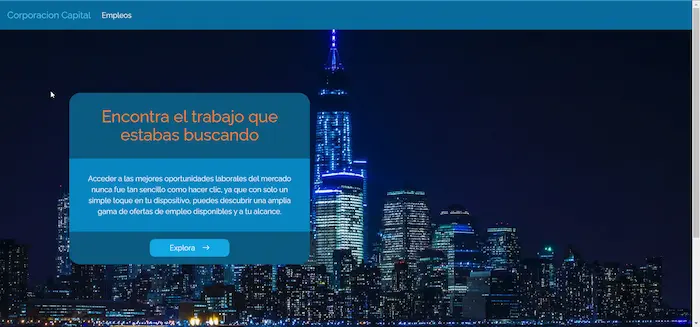 Corporacion Capital
Empleos
Encontra el trabajo que
estabas buscando
Acceder a las mejores oportunidades laborales del mercado
nunca fue tan sencillo como hacer clic, ya que con solo un
simple toque en tu dispositivo, puedes descubrir una amplia
gama de ofertas de empleo disponibles y a tu alcance.
Explora →